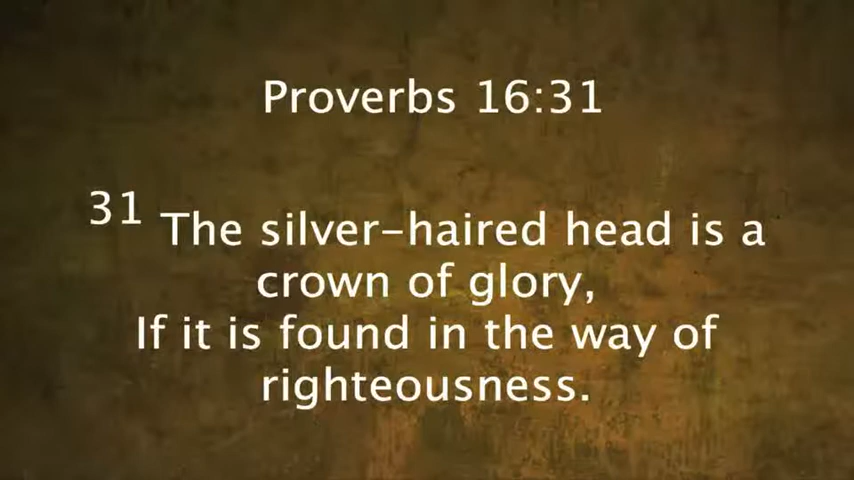 Proverbs 16:31
31 The silver-haired head is a
crown of glory,
If it is found in the way of
righteousness.